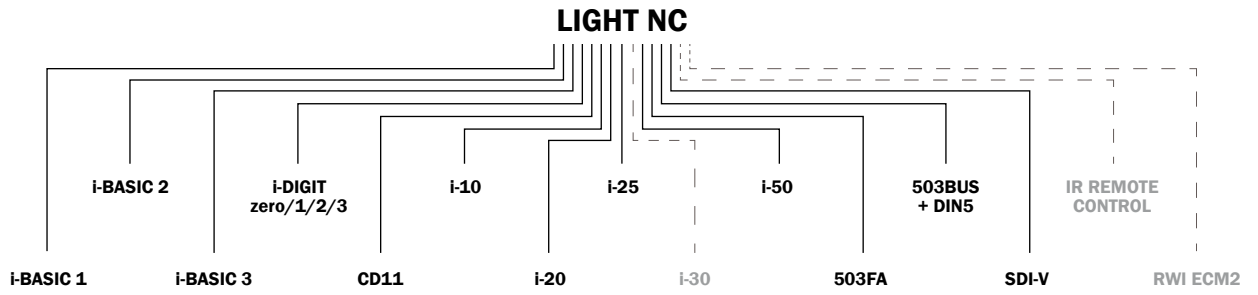 LIGHT NC
i-BASIC 2
i-DIGIT
zero/1/2/3
i-10
i-25
i-50
503BUS
+ DIN5
IR REMOTE
CONTROL
i-BASIC 1
i-BASIC 3
CD11
i-20
i-30
503FA
SDI-V
RWI ECM2